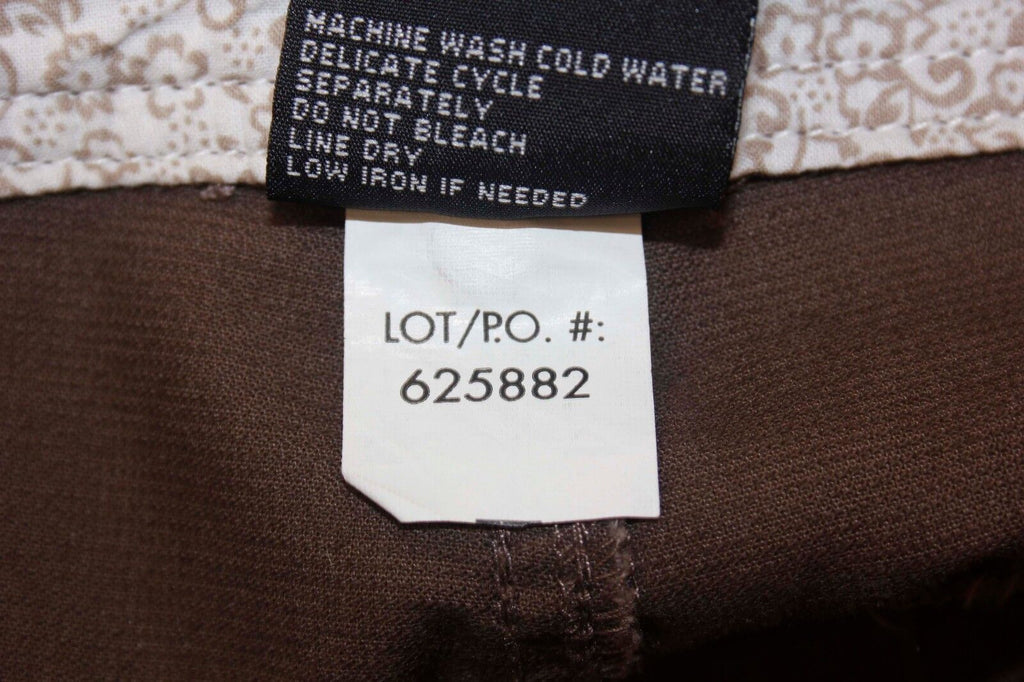 MACHINE WASH COLD WATER
DELICATE CYCLE
SEPARATELY
DO NOT BLEACH
LINE DRY
LOW IRON IF NEEDED
LOT/P.O. #:
625882